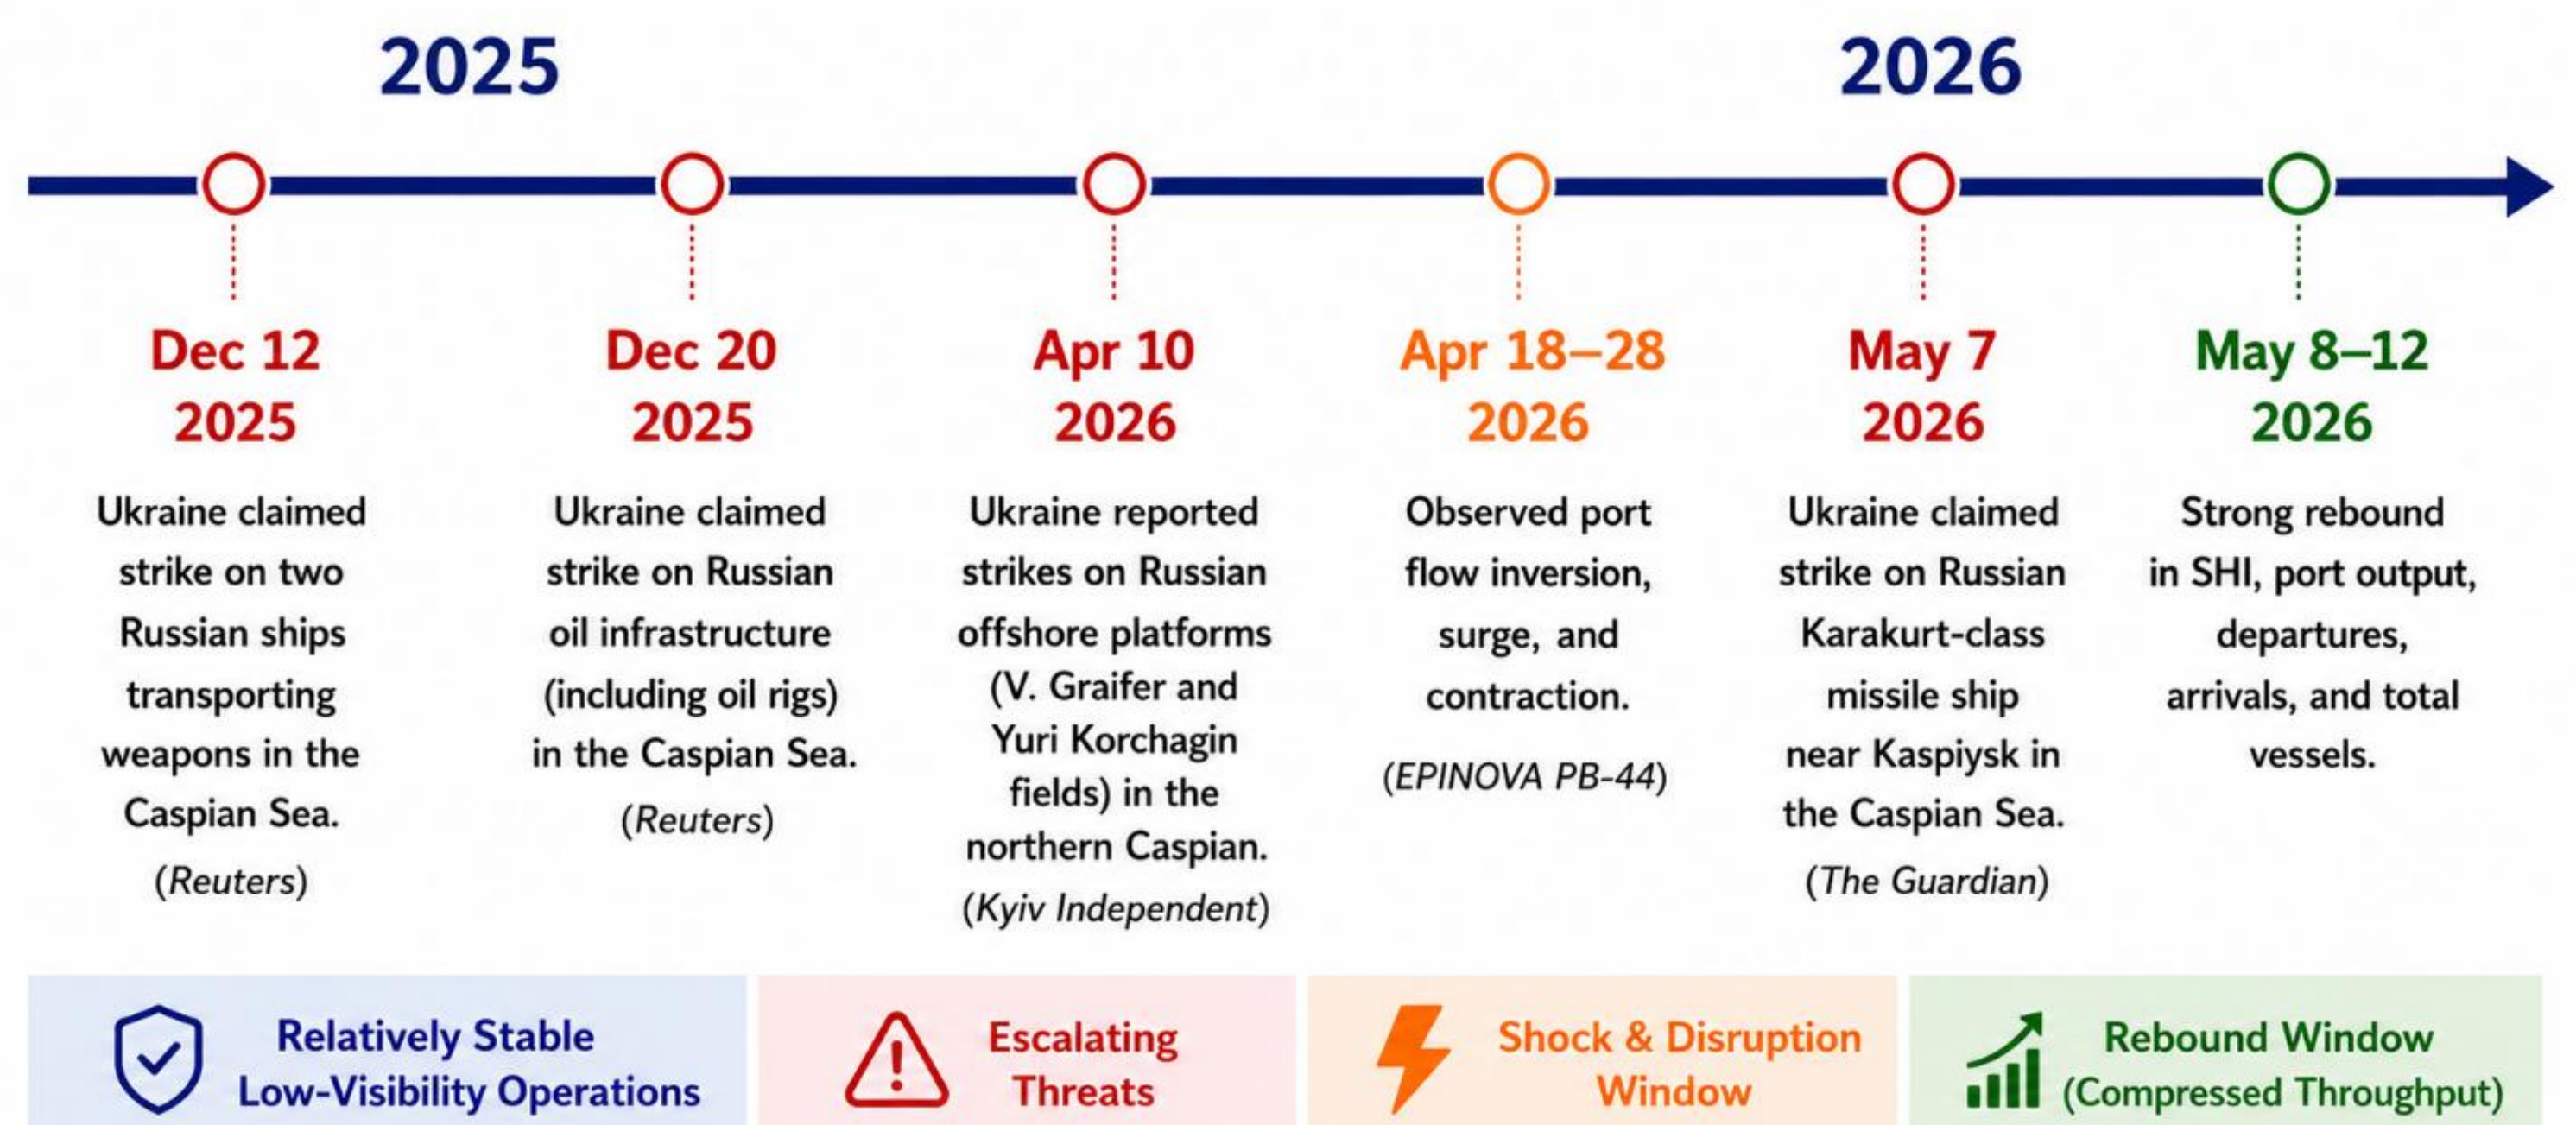 2025
2026
Dec 12
2025
Ukraine claimed
strike on two
Russian ships
transporting
weapons in the
Caspian Sea.
(Reuters)
Dec 20
2025
Ukraine claimed
strike on Russian
oil infrastructure
(including oil rigs)
in the Caspian Sea.
(Reuters)
Apr 10
2026
Ukraine reported
strikes on Russian
offshore platforms
(V. Graifer and
Yuri Korchagin
fields) in the
northern Caspian.
(Kyiv Independent)
Apr 18–28
2026
Observed port
flow inversion,
surge, and
contraction.
(EPINOVA PB-44)
May 7
2026
Ukraine claimed
strike on Russian
Karakurt-class
missile ship
near Kaspiysk in
the Caspian Sea.
(The Guardian)
May 8–12
2026
Strong rebound
in SHI, port output,
departures,
arrivals, and total
vessels.
Relatively Stable
Low-Visibility Operations
Escalating
Threats
Shock & Disruption
Window
Rebound Window
(Compressed Throughput)